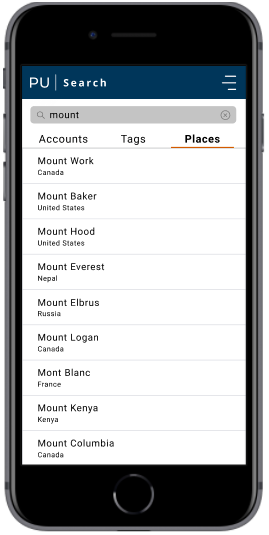 PU Search
mount
Accounts Tags Places
Mount Work
Canada
Mount Baker
United States
Mount Hood
United States
Mount Everest
Nepal
Mount Elbrus
Russia
Mount Logan
Canada
Mont Blanc
France
Mount Kenya
Kenya
Mount Columbia
Canada